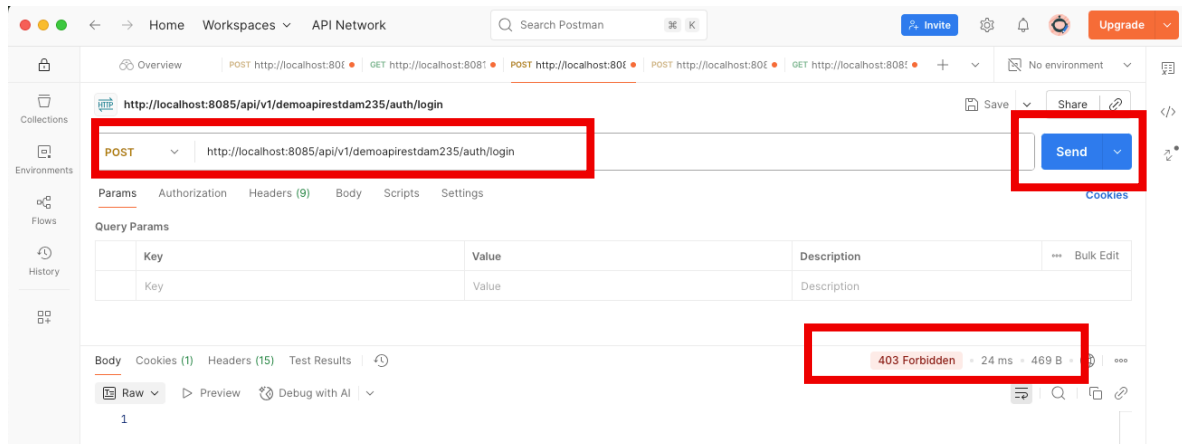 Home Workspaces API Network Search Postman ⌘ K Invite Upgrade
Overview POST http://localhost:808 GET http://localhost:8081 POST http://localhost:808 POST http://localhost:808 GET http://localhost:8085 No environment
HTTP http://localhost:8085/api/v1/demoapirestdam235/auth/login Save Share
Collections
POST http://localhost:8085/api/v1/demoapirestdam235/auth/login Send
Environments
Params Authorization Headers (9) Body Scripts Settings Cookies
Flows
Query Params
Key Value Description Bulk Edit
History
Key Value Description
Body Cookies (1) Headers (15) Test Results 403 Forbidden 24 ms 469 B
Raw Preview Debug with AI
1